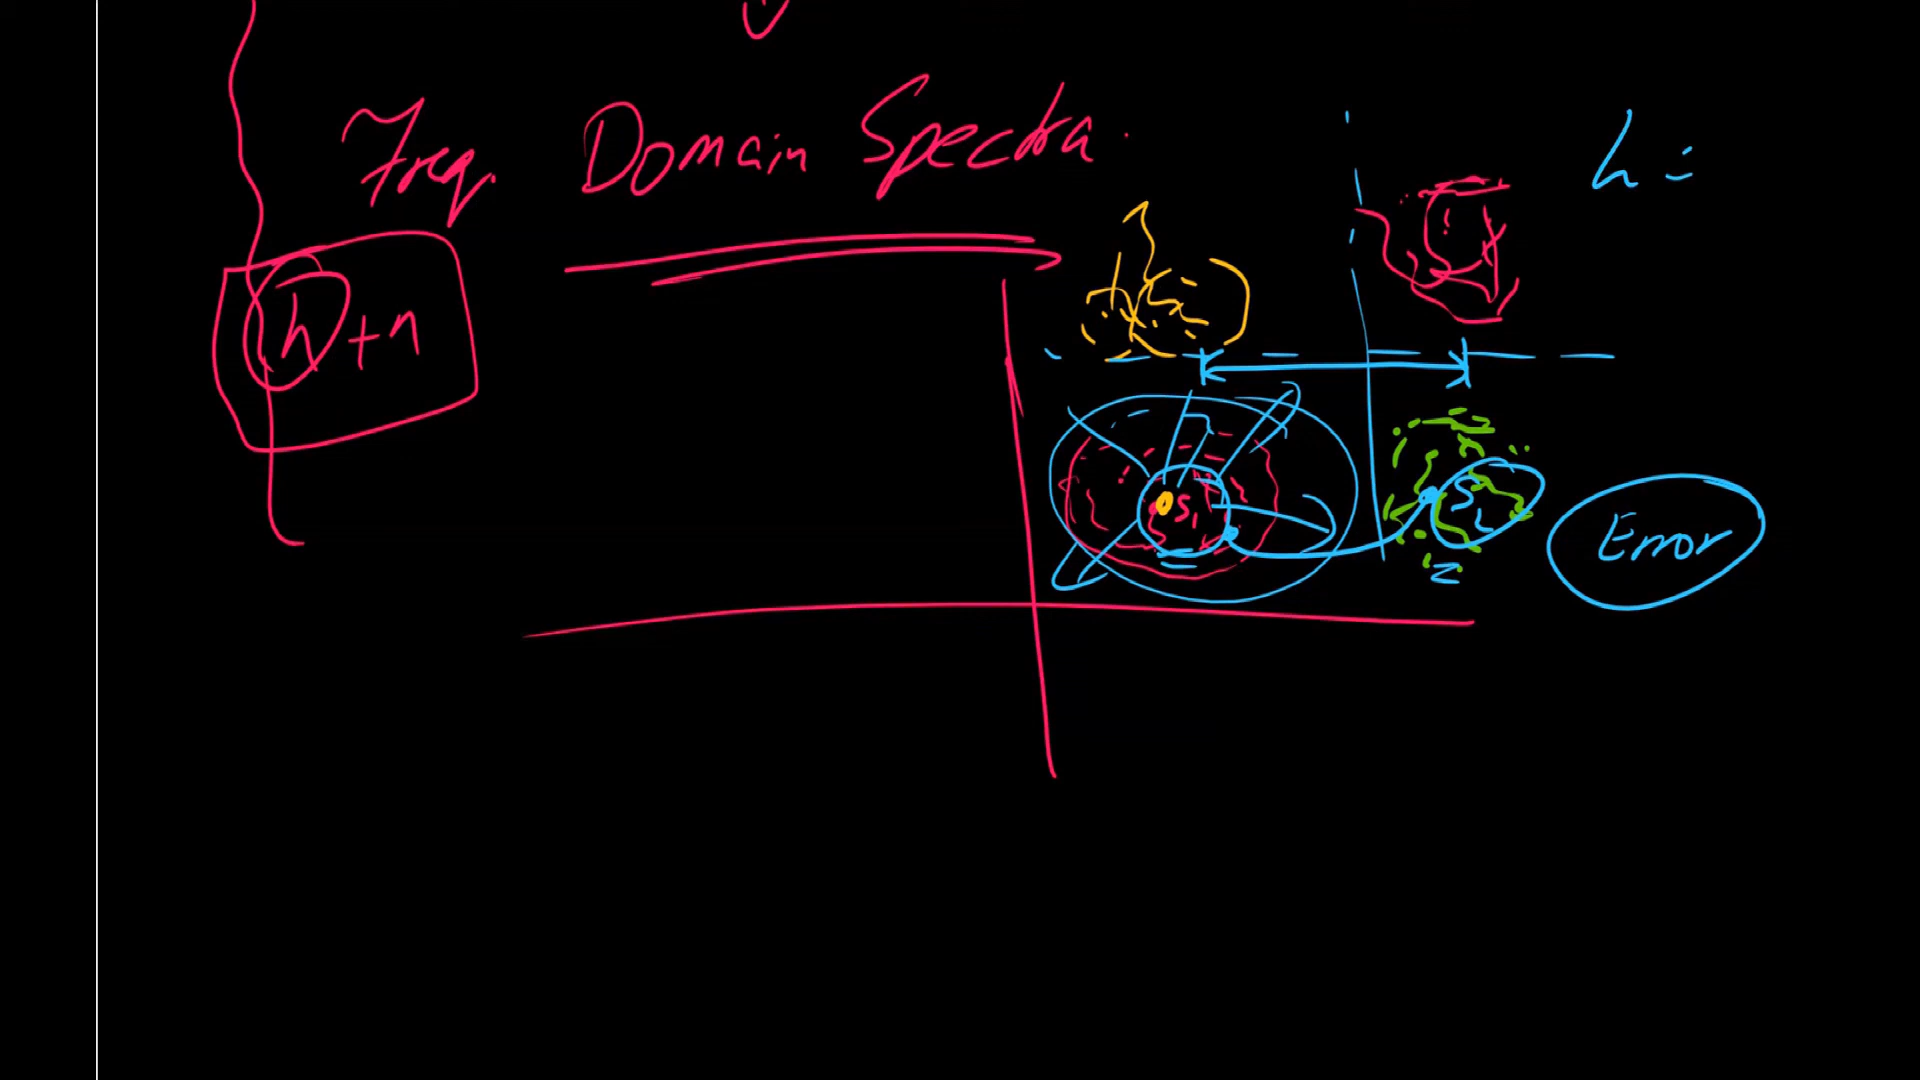 Freq. Domain Spectra.
h =
h + n
S1
S2
Error